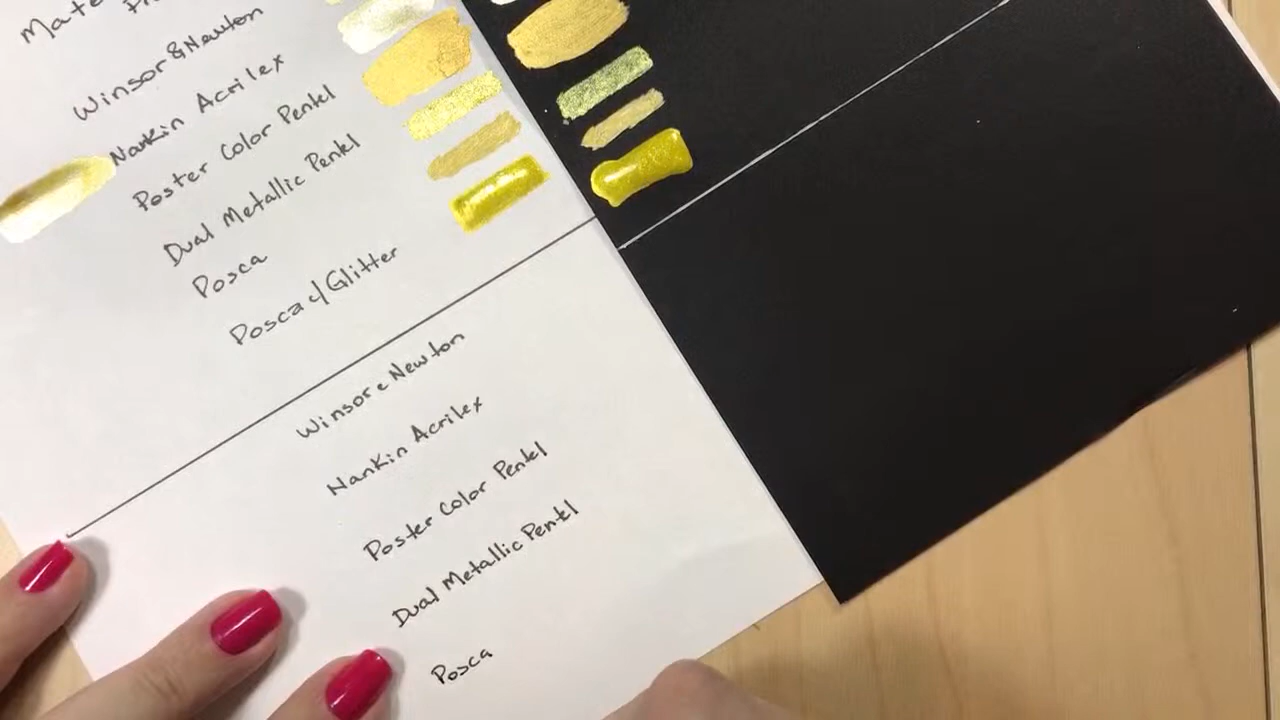 Winsor & Newton
Nankin Acrilex
Poster Color Pentel
Dual Metallic Pentel
Posca
Posca c/Glitter
Winsor e Newton
Nankin Acrilex
Poster Color Pentel
Dual Metallic Pentel
Posca